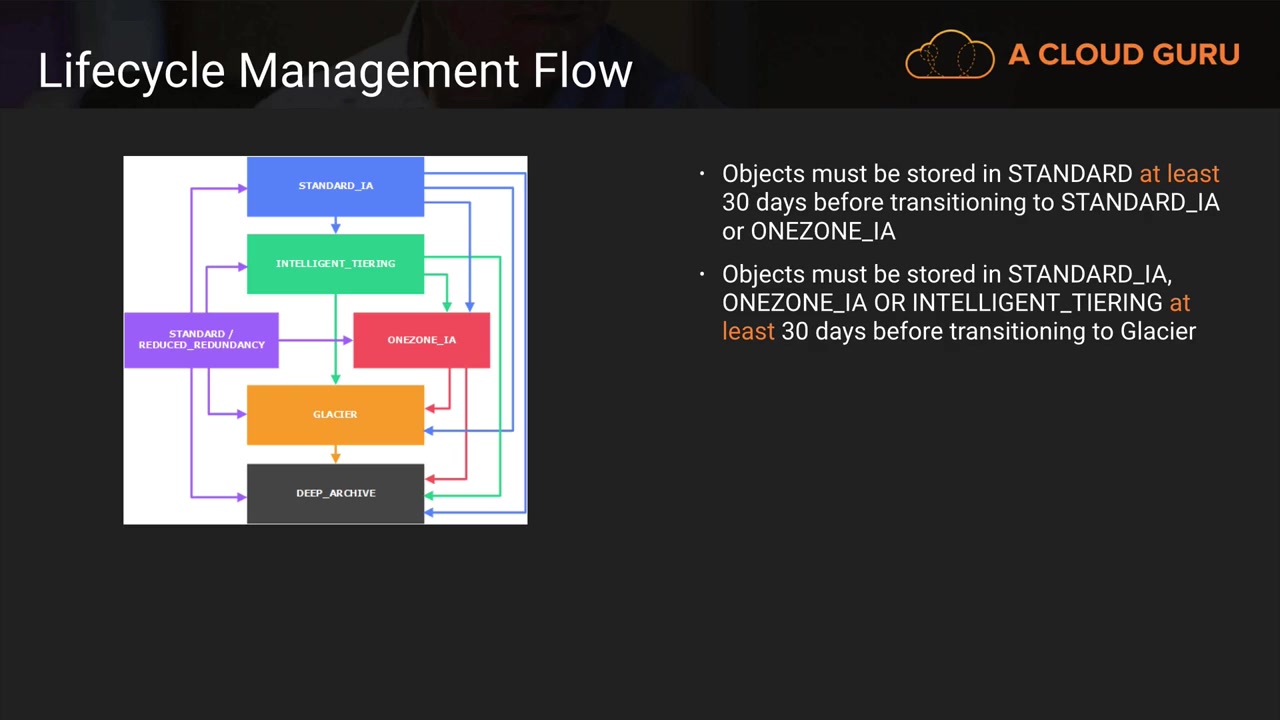 Lifecycle Management Flow
A CLOUD GURU
STANDARD_IA
INTELLIGENT_TIERING
STANDARD /
REDUCED_REDUNDANCY
ONEZONE_IA
GLACIER
DEEP_ARCHIVE
• Objects must be stored in STANDARD at least
30 days before transitioning to STANDARD_IA
or ONEZONE_IA
• Objects must be stored in STANDARD_IA,
ONEZONE_IA OR INTELLIGENT_TIERING at
least 30 days before transitioning to Glacier